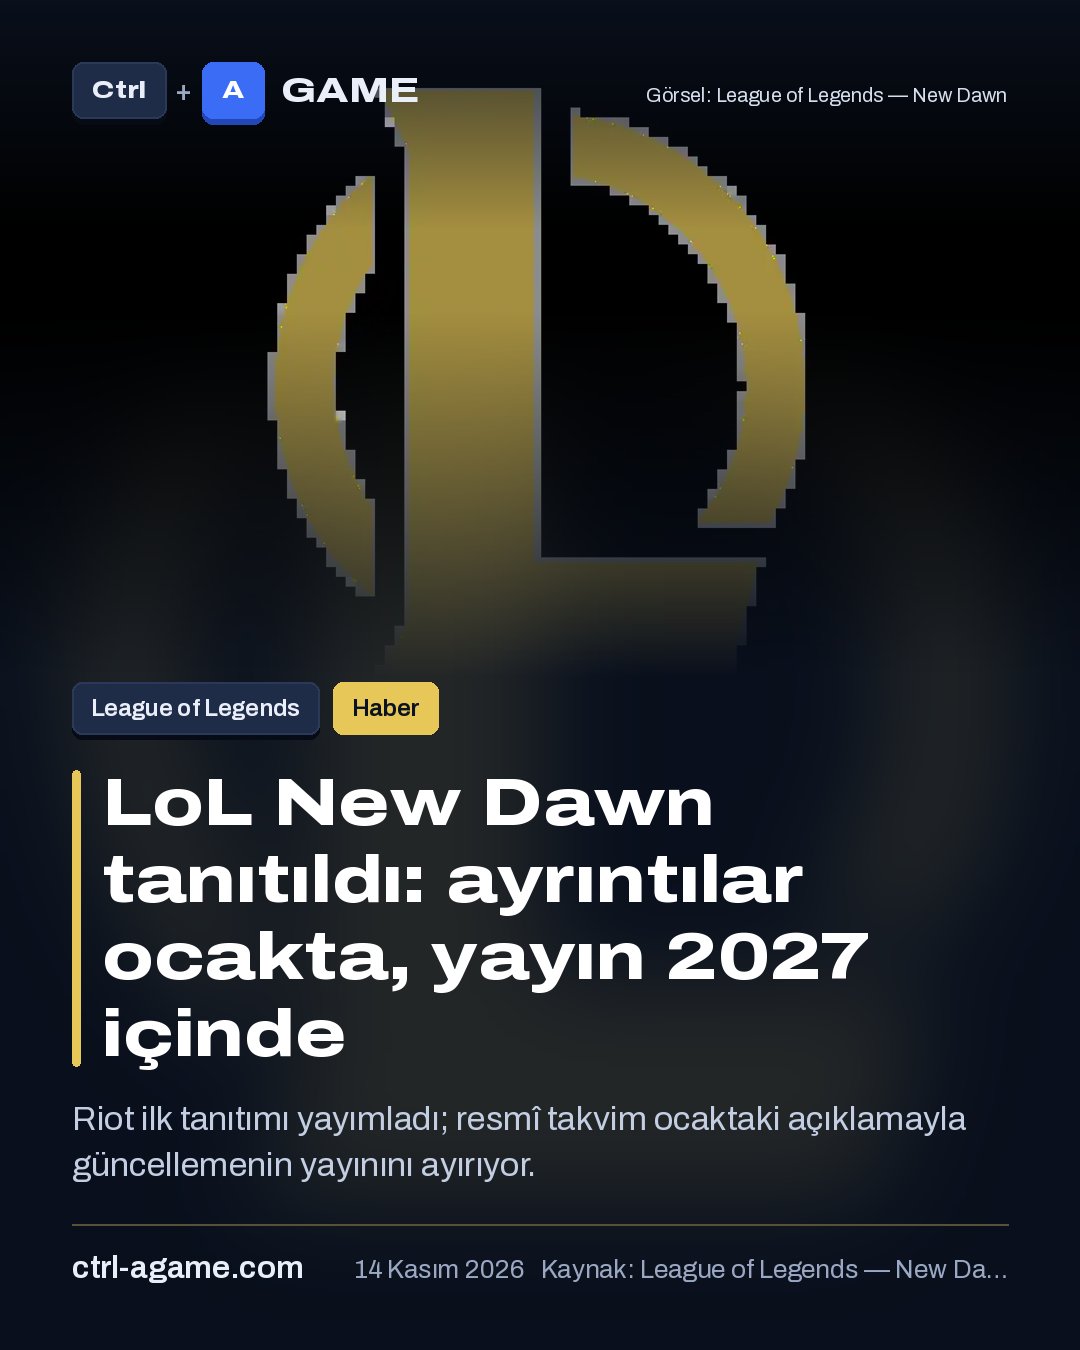 Ctrl + A GAME
Görsel: League of Legends — New Dawn
League of Legends
Haber
LoL New Dawn
tanıtıldı: ayrıntılar
ocakta, yayın 2027
içinde
Riot ilk tanıtımı yayımladı; resmî takvim ocaktaki açıklamayla
güncellemenin yayınını ayırıyor.
ctrl-agame.com
14 Kasım 2026 Kaynak: League of Legends — New Da...